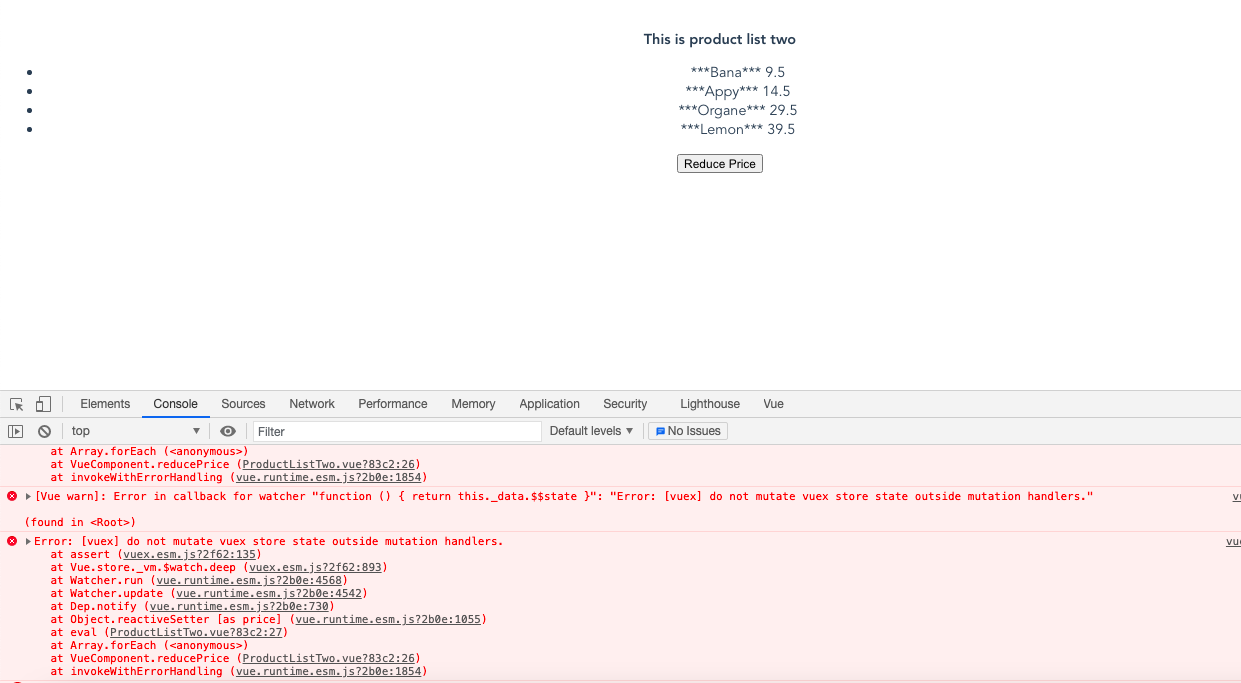 This is product list two
***Bana*** 9.5
***Appy*** 14.5
***Organe*** 29.5
***Lemon*** 39.5
Reduce Price
Elements Console Sources Network Performance Memory Application Security Lighthouse Vue
top Filter Default levels No Issues
at Array.forEach (<anonymous>)
at VueComponent.reducePrice (ProductListTwo.vue?83c2:26)
at invokeWithErrorHandling (vue.runtime.esm.js?2b0e:1854)
[Vue warn]: Error in callback for watcher "function () { return this._data.$$state }": "Error: [vuex] do not mutate vuex store state outside mutation handlers."
(found in <Root>)
Error: [vuex] do not mutate vuex store state outside mutation handlers. vue
at assert (vuex.esm.js?2f62:135)
at Vue.store._vm.$watch.deep (vuex.esm.js?2f62:893)
at Watcher.run (vue.runtime.esm.js?2b0e:4568)
at Watcher.update (vue.runtime.esm.js?2b0e:4542)
at Dep.notify (vue.runtime.esm.js?2b0e:730)
at Object.reactiveSetter [as price] (vue.runtime.esm.js?2b0e:1055)
at eval (ProductListTwo.vue?83c2:27)
at Array.forEach (<anonymous>)
at VueComponent.reducePrice (ProductListTwo.vue?83c2:26)
at invokeWithErrorHandling (vue.runtime.esm.js?2b0e:1854)